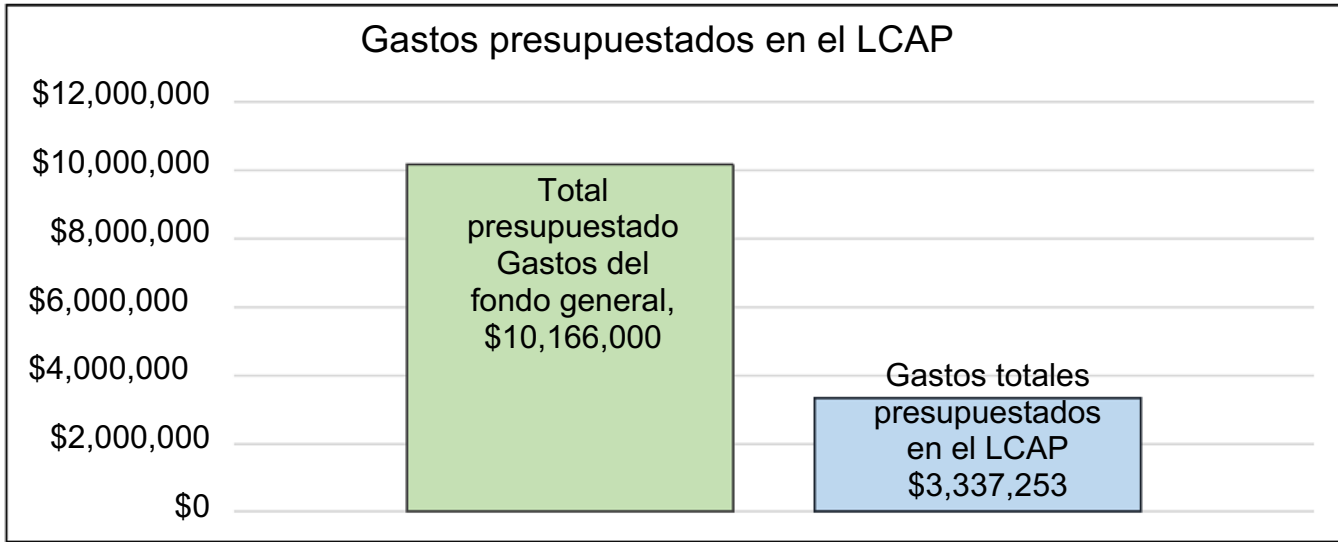 Gastos presupuestados en el LCAP
$12,000,000
$10,000,000
$8,000,000
$6,000,000
$4,000,000
$2,000,000
$0
Total
presupuestado
Gastos del
fondo general,
$10,166,000
Gastos totales
presupuestados
en el LCAP
$3,337,253